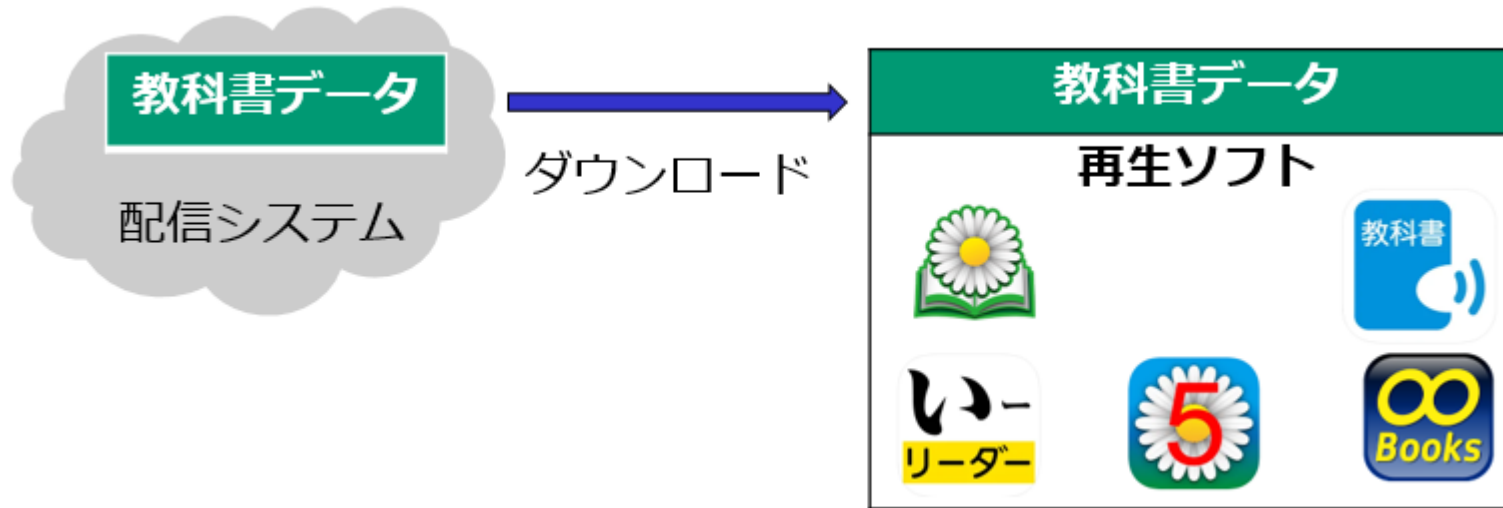 教科書データ
配信システム
ダウンロード
教科書データ
再生ソフト
教科書
いー
リーダー
5
∞
Books